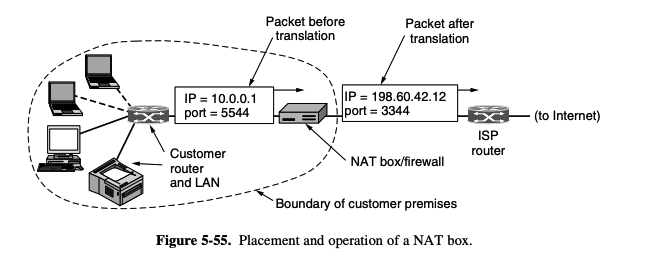 Packet before
translation
Packet after
translation
IP = 10.0.0.1
port = 5544
IP = 198.60.42.12
port = 3344
(to Internet)
ISP
router
Customer
router
and LAN
NAT box/firewall
Boundary of customer premises
Figure 5-55. Placement and operation of a NAT box.